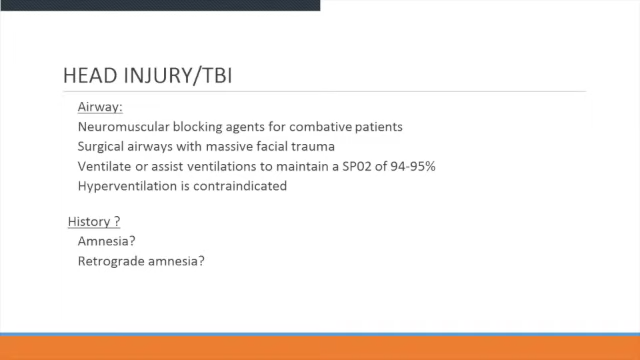 HEAD INJURY/TBI
Airway:
Neuromuscular blocking agents for combative patients
Surgical airways with massive facial trauma
Ventilate or assist ventilations to maintain a SP02 of 94-95%
Hyperventilation is contraindicated
History ?
Amnesia?
Retrograde amnesia?